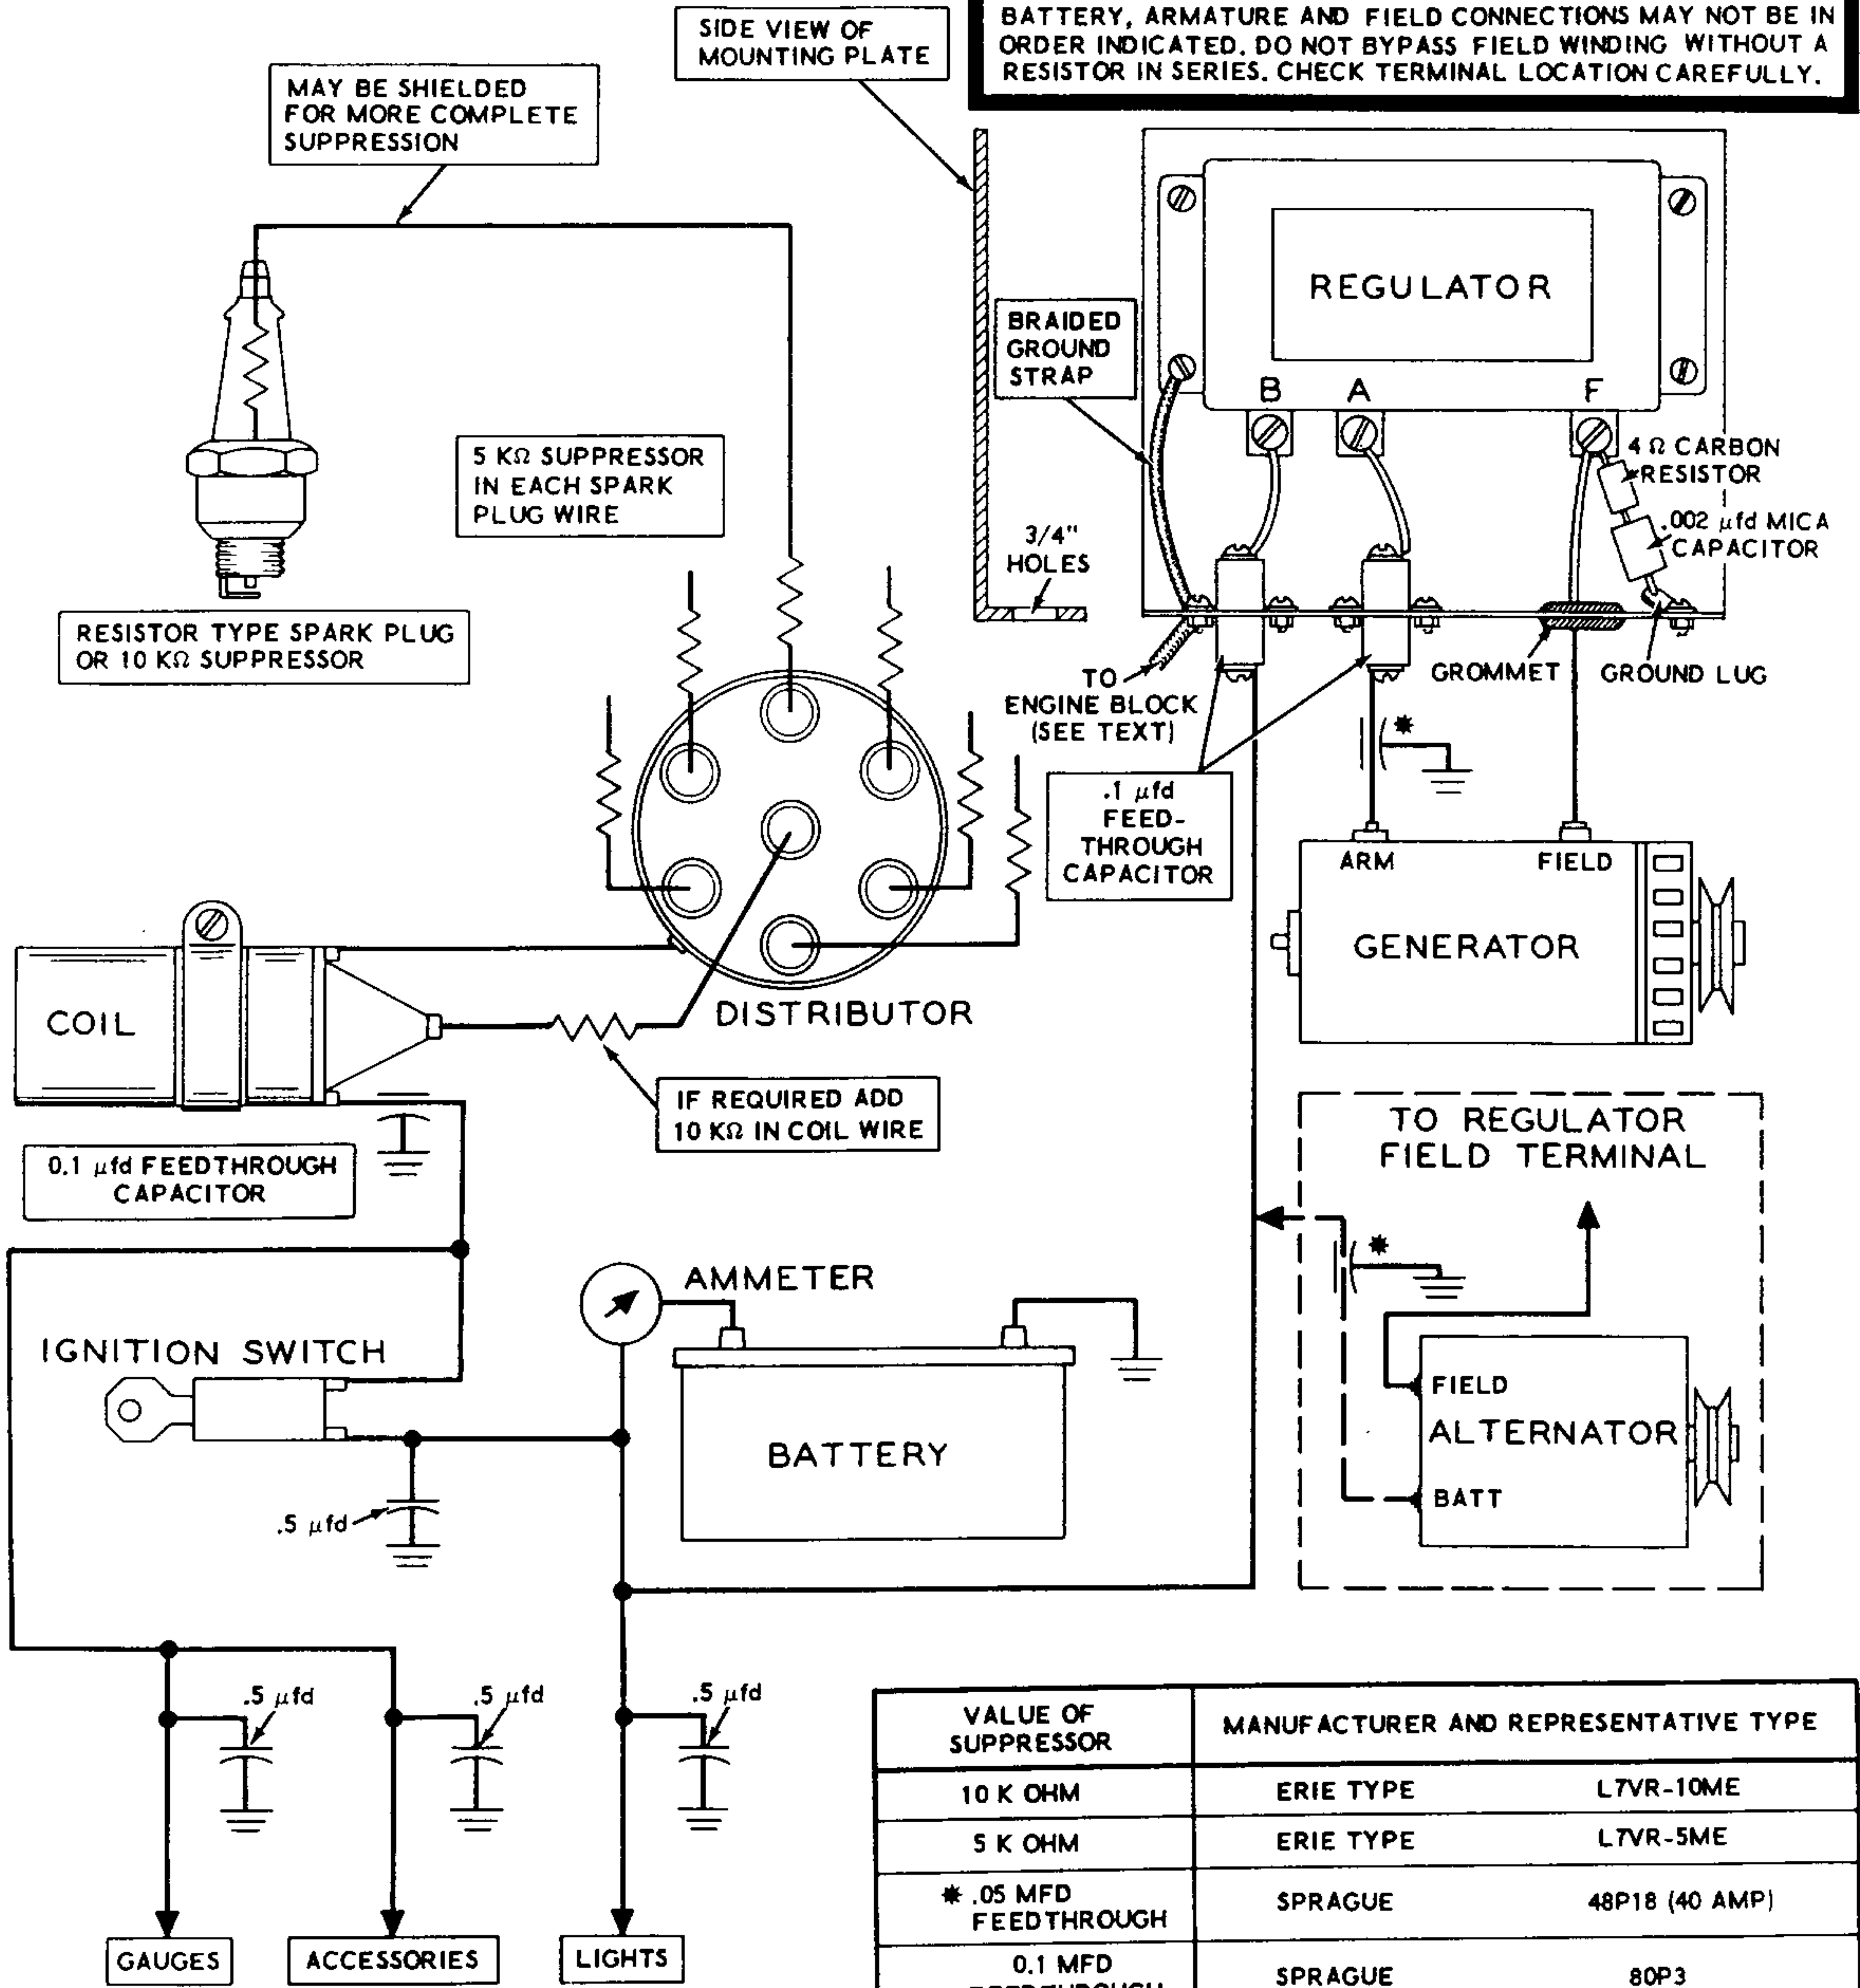 BATTERY, ARMATURE AND FIELD CONNECTIONS MAY NOT BE IN
ORDER INDICATED. DO NOT BYPASS FIELD WINDING WITHOUT A
RESISTOR IN SERIES. CHECK TERMINAL LOCATION CAREFULLY.
SIDE VIEW OF
MOUNTING PLATE
MAY BE SHIELDED
FOR MORE COMPLETE
SUPPRESSION
REGULATOR
BRAIDED
GROUND
STRAP
B
A
F
4 Ω CARBON
RESISTOR
.002 µfd MICA
CAPACITOR
5 KΩ SUPPRESSOR
IN EACH SPARK
PLUG WIRE
3/4"
HOLES
RESISTOR TYPE SPARK PLUG
OR 10 KΩ SUPPRESSOR
GROMMET
GROUND LUG
TO
ENGINE BLOCK
(SEE TEXT)
*
.1 µfd
FEED-
THROUGH
CAPACITOR
ARM
FIELD
GENERATOR
COIL
DISTRIBUTOR
IF REQUIRED ADD
10 KΩ IN COIL WIRE
0.1 µfd FEEDTHROUGH
CAPACITOR
TO REGULATOR
FIELD TERMINAL
*
AMMETER
IGNITION SWITCH
FIELD
ALTERNATOR
BATT
BATTERY
.5 µfd
.5 µfd
.5 µfd
.5 µfd
GAUGES
ACCESSORIES
LIGHTS
VALUE OF
SUPPRESSOR
MANUFACTURER AND REPRESENTATIVE TYPE
10 K OHM ERIE TYPE L7VR-10ME
5 K OHM ERIE TYPE L7VR-5ME
* .05 MFD
FEEDTHROUGH
SPRAGUE 48P18 (40 AMP)
0.1 MFD
FEEDTHROUGH
SPRAGUE 80P3